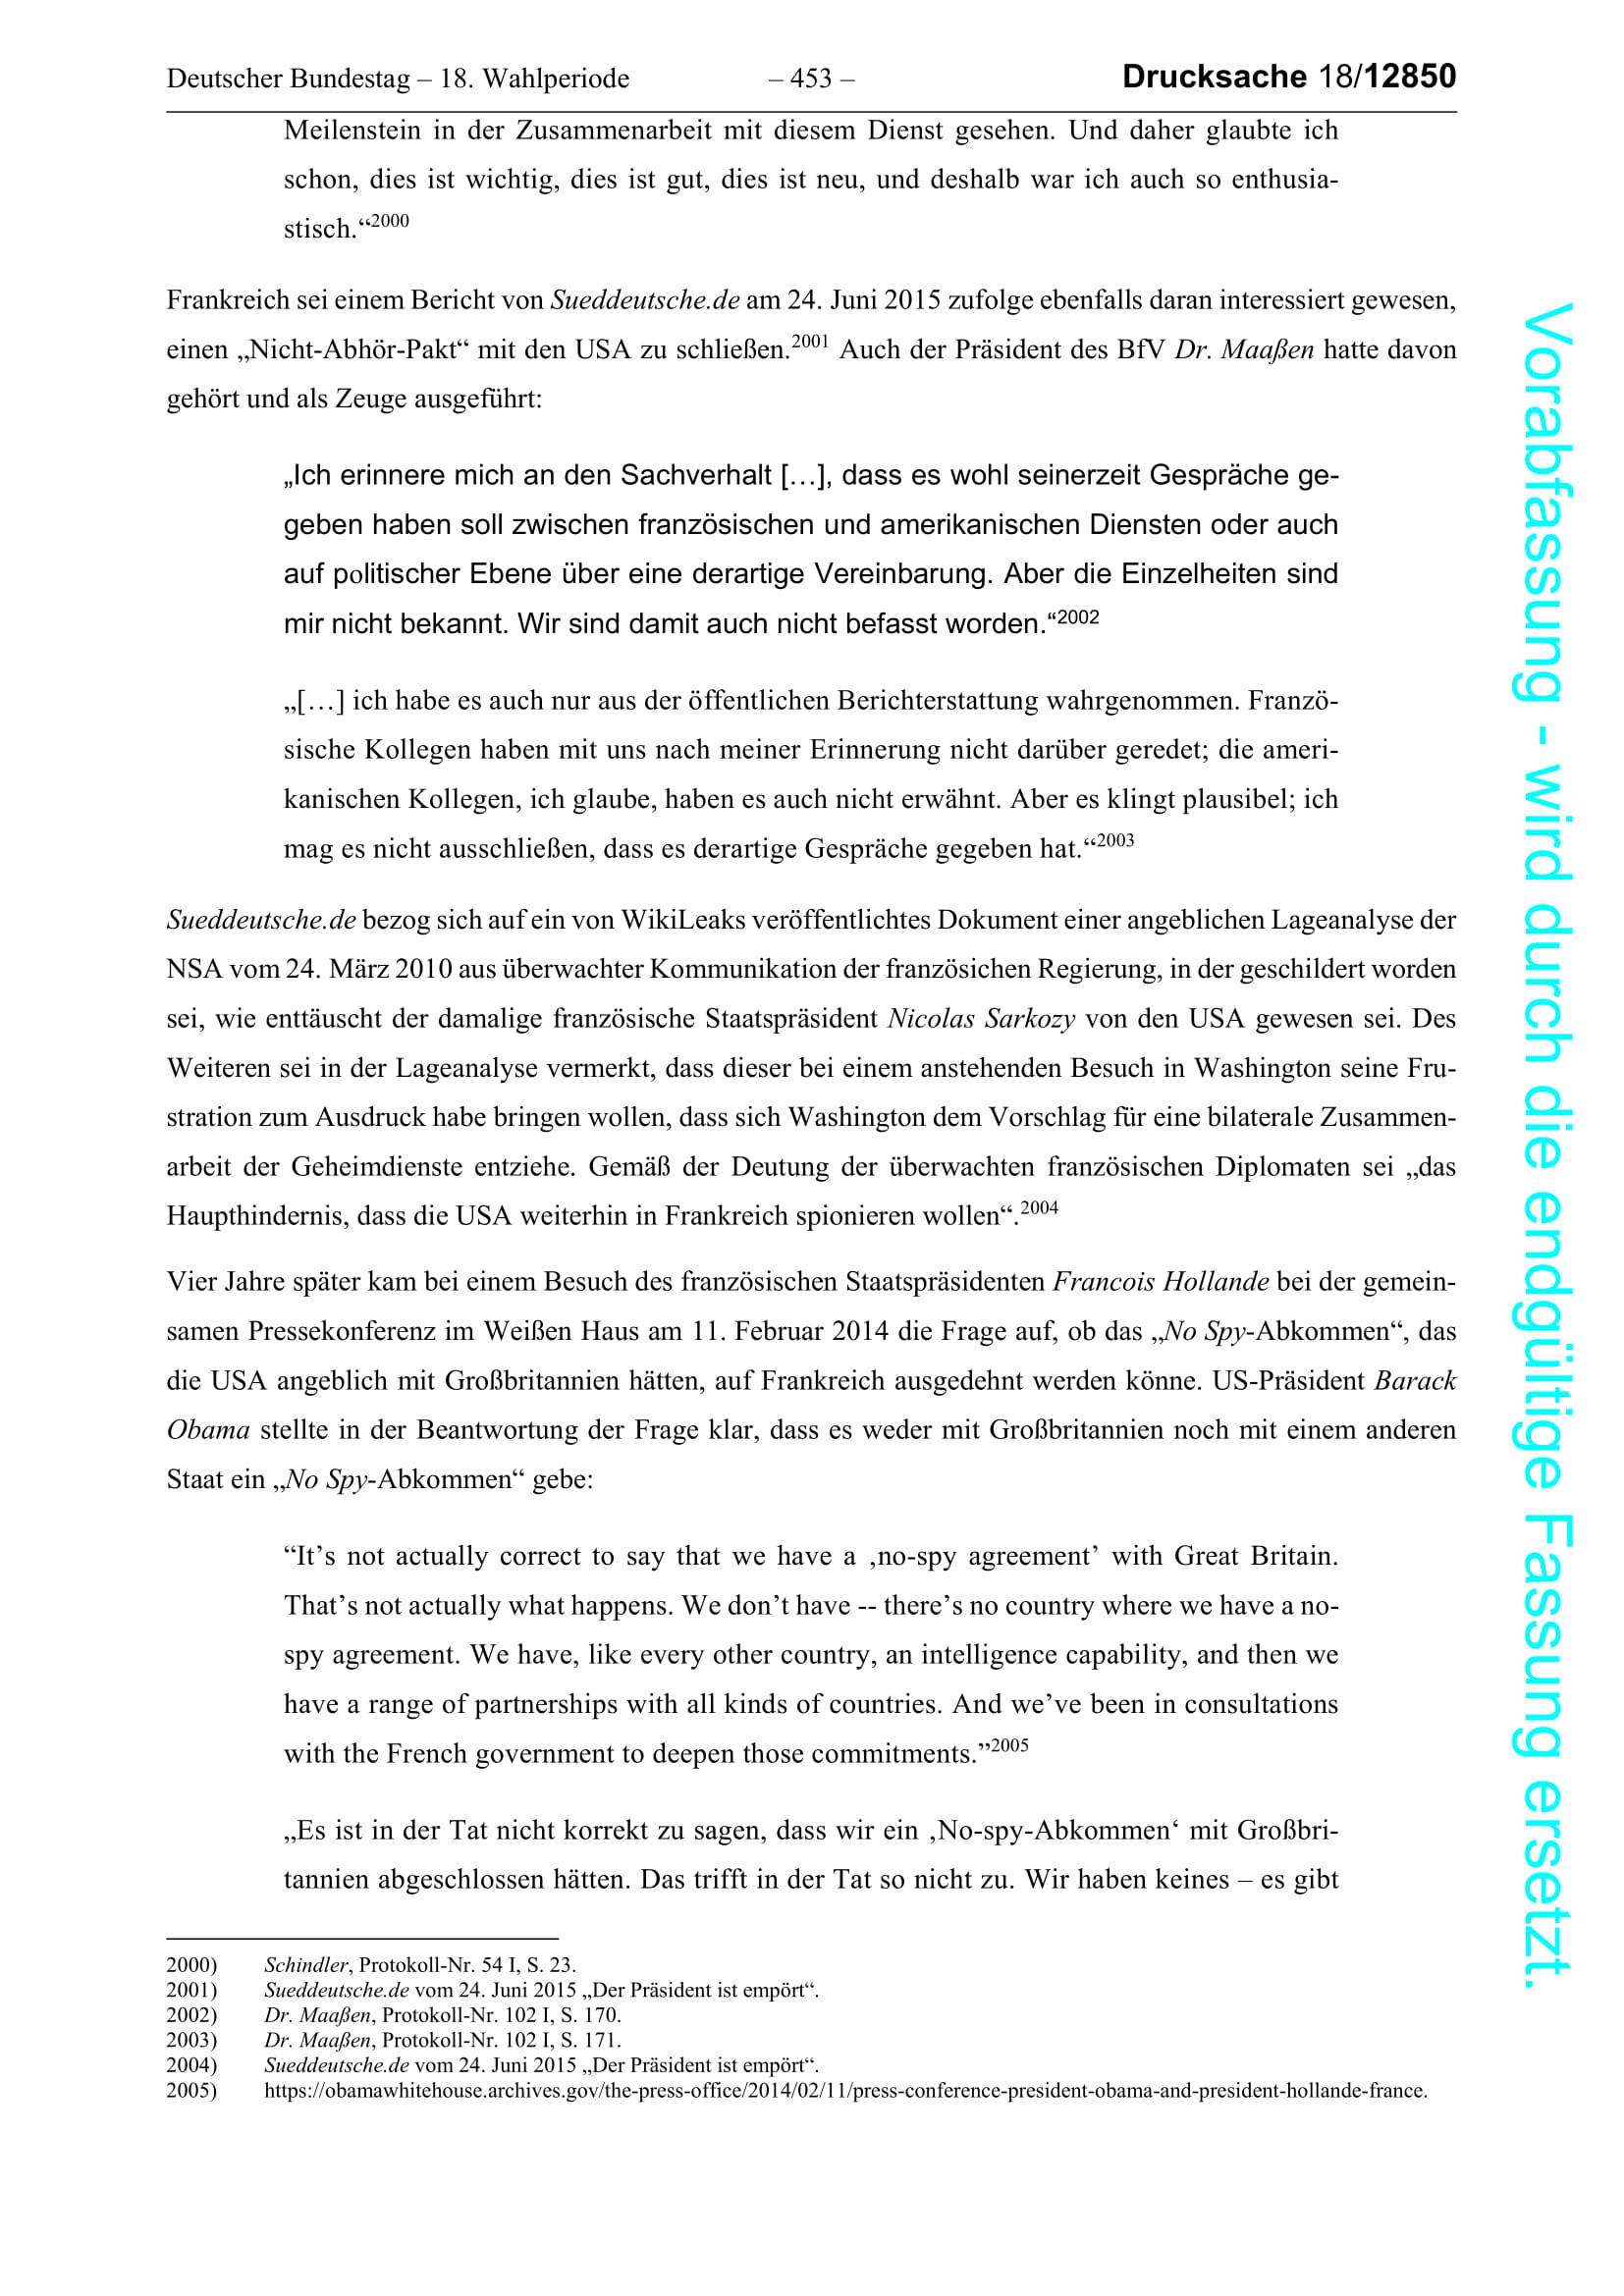 Deutscher Bundestag – 18. Wahlperiode – 453 – Drucksache 18/12850
Meilenstein in der Zusammenarbeit mit diesem Dienst gesehen. Und daher glaubte ich
schon, dies ist wichtig, dies ist gut, dies ist neu, und deshalb war ich auch so enthusia-
stisch.“2000
Frankreich sei einem Bericht von Sueddeutsche.de am 24. Juni 2015 zufolge ebenfalls daran interessiert gewesen,
einen „Nicht-Abhör-Pakt“ mit den USA zu schließen.2001 Auch der Präsident des BfV Dr. Maaßen hatte davon
gehört und als Zeuge ausgeführt:
„Ich erinnere mich an den Sachverhalt […], dass es wohl seinerzeit Gespräche ge-
geben haben soll zwischen französischen und amerikanischen Diensten oder auch
auf politischer Ebene über eine derartige Vereinbarung. Aber die Einzelheiten sind
mir nicht bekannt. Wir sind damit auch nicht befasst worden.“2002
„[…] ich habe es auch nur aus der öffentlichen Berichterstattung wahrgenommen. Franzö-
sische Kollegen haben mit uns nach meiner Erinnerung nicht darüber geredet; die ameri-
kanischen Kollegen, ich glaube, haben es auch nicht erwähnt. Aber es klingt plausibel; ich
mag es nicht ausschließen, dass es derartige Gespräche gegeben hat.“2003
Sueddeutsche.de bezog sich auf ein von WikiLeaks veröffentlichtes Dokument einer angeblichen Lageanalyse der
NSA vom 24. März 2010 aus überwachter Kommunikation der französichen Regierung, in der geschildert worden
sei, wie enttäuscht der damalige französische Staatspräsident Nicolas Sarkozy von den USA gewesen sei. Des
Weiteren sei in der Lageanalyse vermerkt, dass dieser bei einem anstehenden Besuch in Washington seine Fru-
stration zum Ausdruck habe bringen wollen, dass sich Washington dem Vorschlag für eine bilaterale Zusammen-
arbeit der Geheimdienste entziehe. Gemäß der Deutung der überwachten französischen Diplomaten sei „das
Haupthindernis, dass die USA weiterhin in Frankreich spionieren wollen“.2004
Vier Jahre später kam bei einem Besuch des französischen Staatspräsidenten Francois Hollande bei der gemein-
samen Pressekonferenz im Weißen Haus am 11. Februar 2014 die Frage auf, ob das „No Spy-Abkommen“, das
die USA angeblich mit Großbritannien hätten, auf Frankreich ausgedehnt werden könne. US-Präsident Barack
Obama stellte in der Beantwortung der Frage klar, dass es weder mit Großbritannien noch mit einem anderen
Staat ein „No Spy-Abkommen“ gebe:
“It’s not actually correct to say that we have a ‚no-spy agreement’ with Great Britain.
That’s not actually what happens. We don’t have -- there’s no country where we have a no-
spy agreement. We have, like every other country, an intelligence capability, and then we
have a range of partnerships with all kinds of countries. And we’ve been in consultations
with the French government to deepen those commitments.”2005
„Es ist in der Tat nicht korrekt zu sagen, dass wir ein ‚No-spy-Abkommen‘ mit Großbri-
tannien abgeschlossen hätten. Das trifft in der Tat so nicht zu. Wir haben keines – es gibt
2000) Schindler, Protokoll-Nr. 54 I, S. 23.
2001) Sueddeutsche.de vom 24. Juni 2015 „Der Präsident ist empört“.
2002) Dr. Maaßen, Protokoll-Nr. 102 I, S. 170.
2003) Dr. Maaßen, Protokoll-Nr. 102 I, S. 171.
2004) Sueddeutsche.de vom 24. Juni 2015 „Der Präsident ist empört“.
2005) https://obamawhitehouse.archives.gov/the-press-office/2014/02/11/press-conference-president-obama-and-president-hollande-france.
Vorabfassung - wird durch die endgültige Fassung ersetzt.